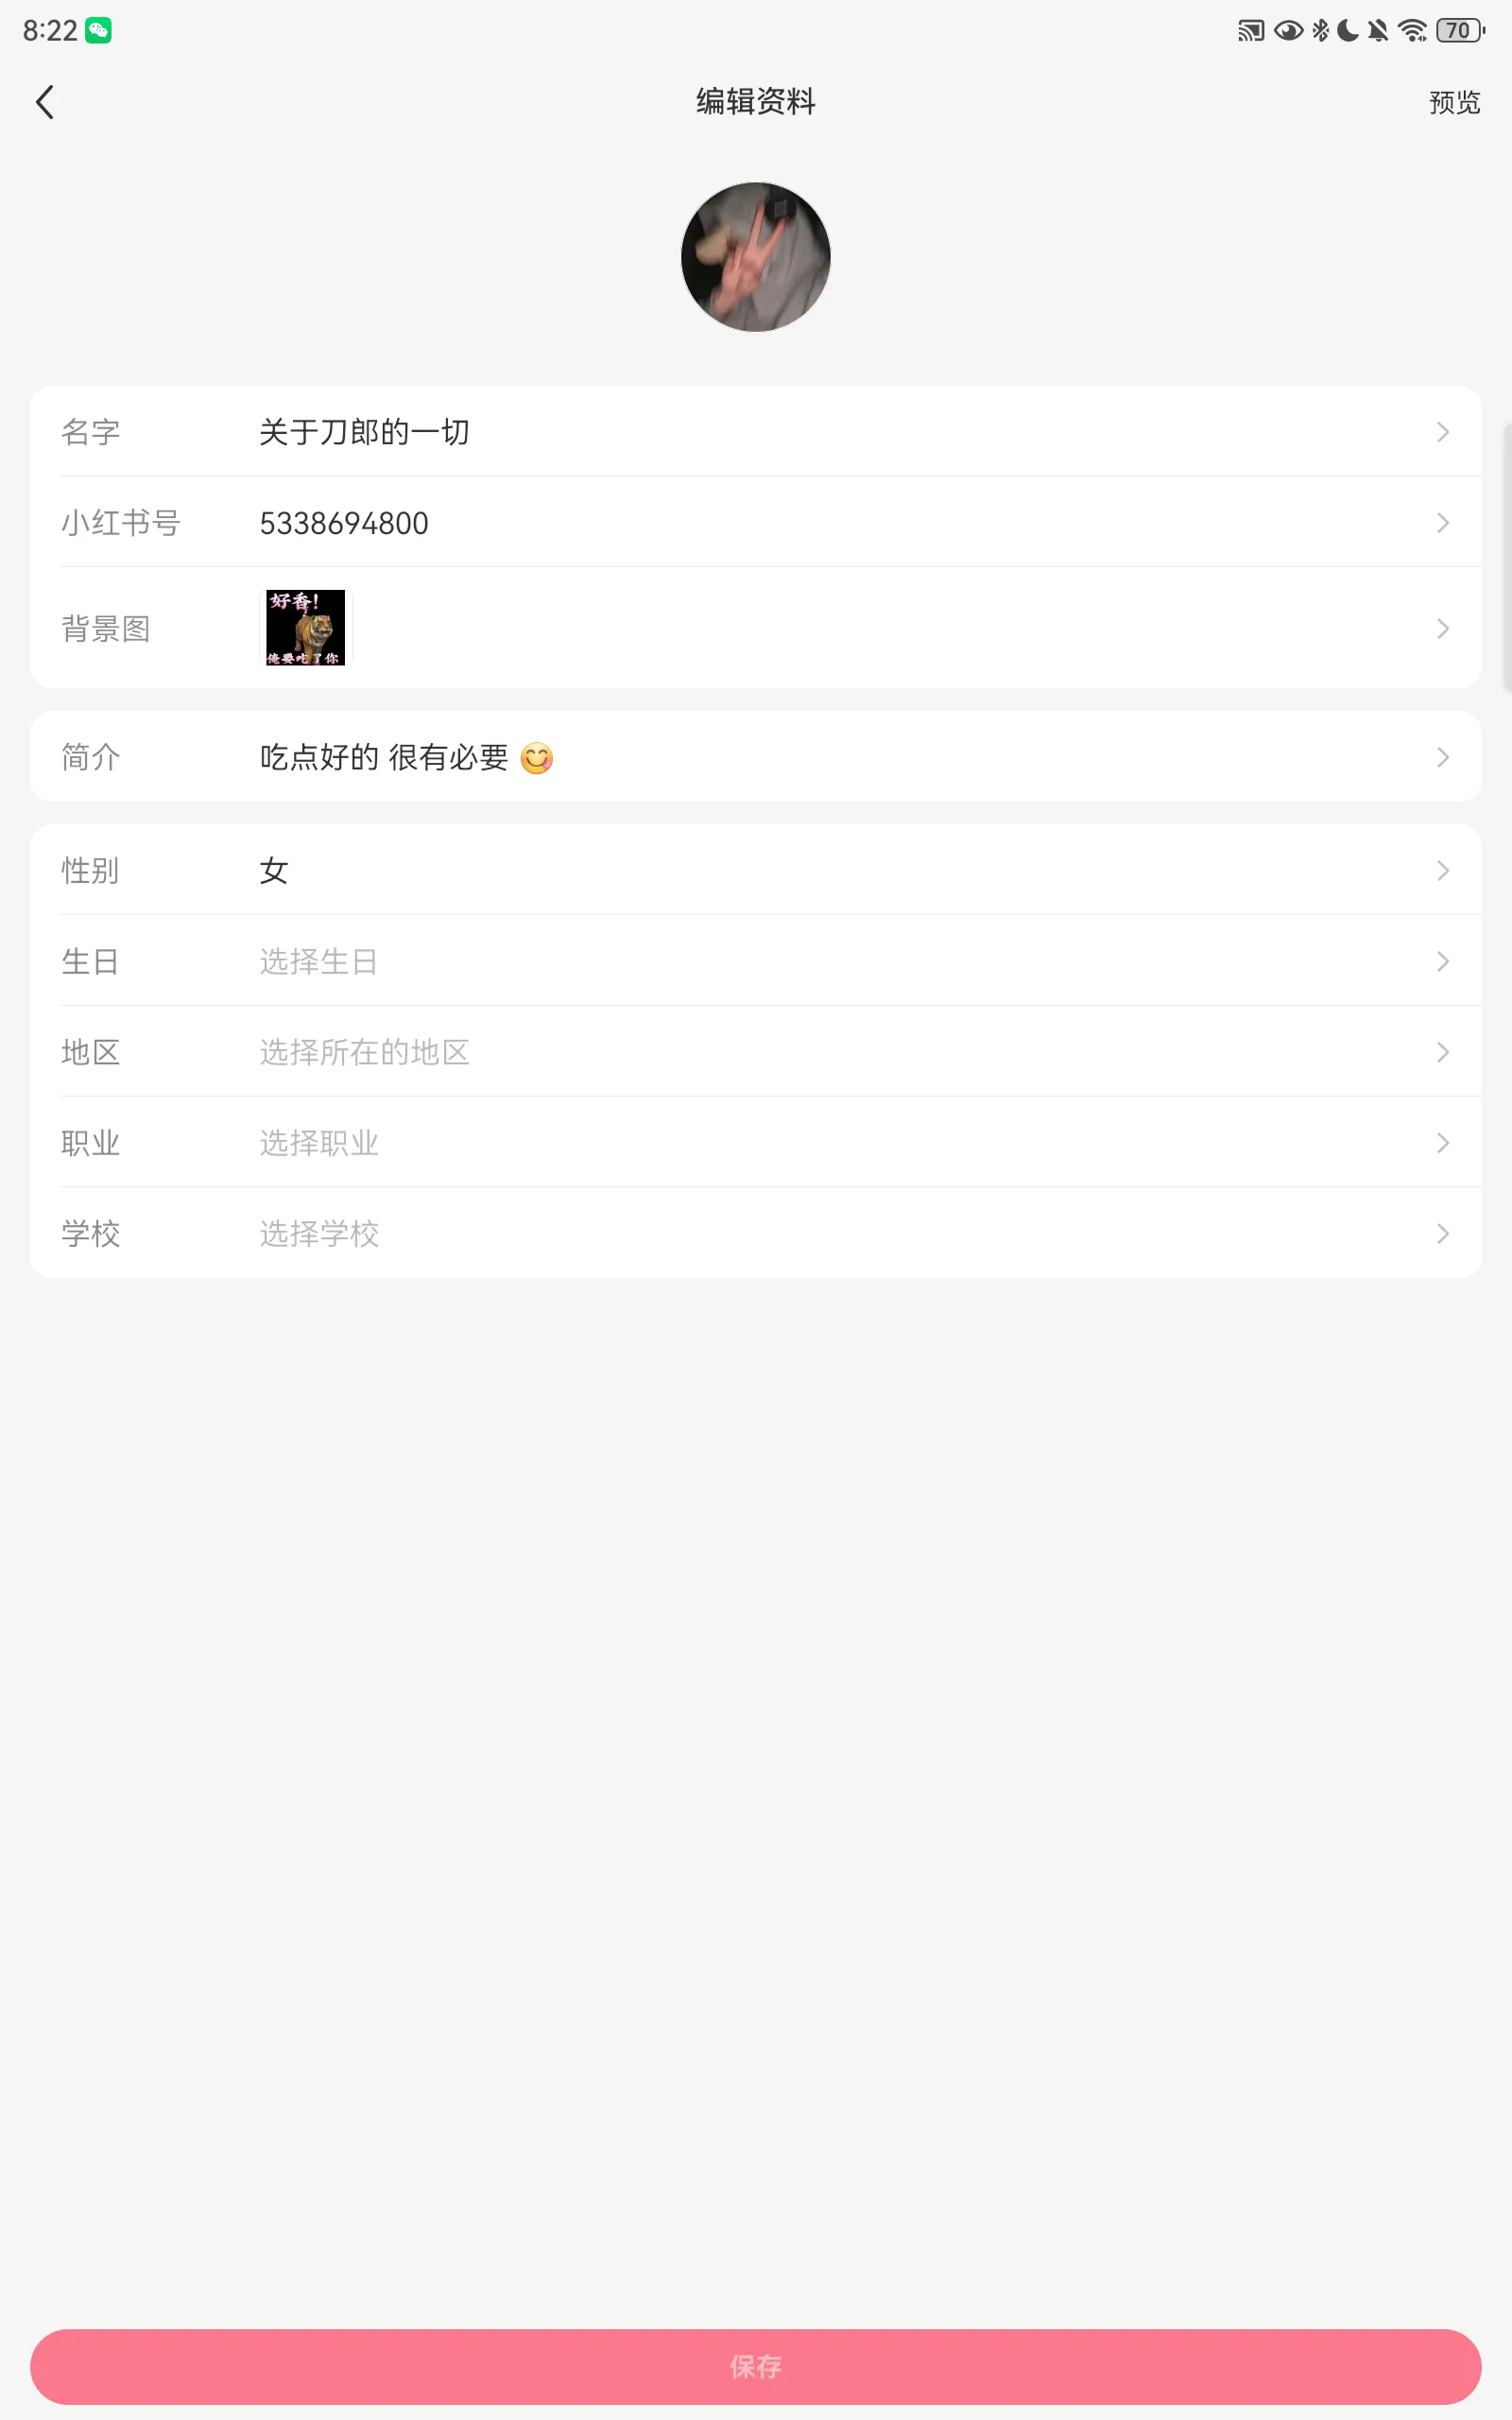 8:22
70
编辑资料
预览
名字 关于刀郎的一切
小红书号 5338694800
背景图
好香!
俺要吃了你
简介 吃点好的 很有必要 😋
性别 女
生日 选择生日
地区 选择所在的地区
职业 选择职业
学校 选择学校
保存